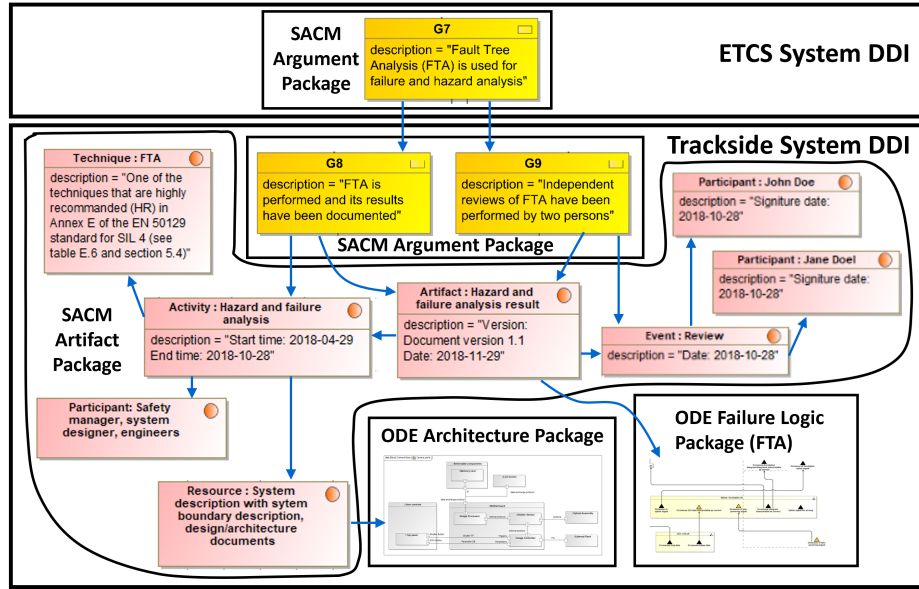 SACM
Argument
Package
G7
description = "Fault Tree
Analysis (FTA) is used for
failure and hazard analysis"
ETCS System DDI
Trackside System DDI
Technique : FTA
description = "One of the
techniques that are highly
recommanded (HR) in
Annex E of the EN 50129
standard for SIL 4 (see
table E.6 and section 5.4)"
G8
description = "FTA is
performed and its results
have been documented"
G9
description = "Independent
reviews of FTA have been
performed by two persons"
SACM Argument Package
Participant : John Doe
description = "Signiture date:
2018-10-28"
Participant : Jane Doel
description = "Signiture date:
2018-10-28"
SACM
Artifact
Package
Activity : Hazard and failure
analysis
description = "Start time: 2018-04-29
End time: 2018-10-28"
Artifact : Hazard and
failure analysis result
description = "Version:
Document version 1.1
Date: 2018-11-29"
Event : Review
description = "Date: 2018-10-28"
Participant: Safety
manager, system
designer, engineers
Resource : System
description with sytem
boundary description,
design/architecture
documents
ODE Architecture Package
ODE Failure Logic
Package (FTA)